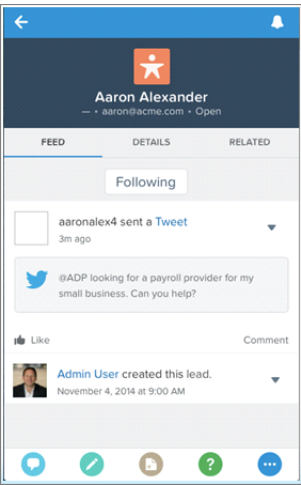 Aaron Alexander
— • aaron@acme.com • Open
FEED DETAILS RELATED
Following
aaronalex4 sent a Tweet
3m ago
@ADP looking for a payroll provider for my
small business. Can you help?
Like Comment
Admin User created this lead.
November 4, 2014 at 9:00 AM
?